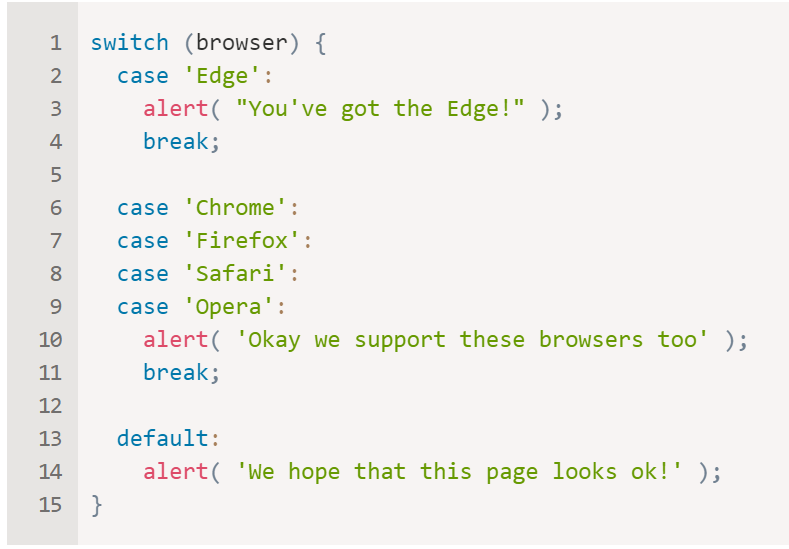 1 switch (browser) {
2   case 'Edge':
3     alert( "You've got the Edge!" );
4     break;
5
6   case 'Chrome':
7   case 'Firefox':
8   case 'Safari':
9   case 'Opera':
10     alert( 'Okay we support these browsers too' );
11     break;
12
13   default:
14     alert( 'We hope that this page looks ok!' );
15 }